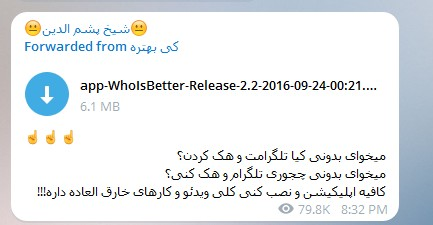 😐شیخ پشم الدین😐
Forwarded from کی بهتره
app-WhoIsBetter-Release-2.2-2016-09-24-00:21....
6.1 MB
☝☝☝
میخوای بدونی کیا تلگرامت و هک کردن؟
میخوای بدونی چجوری تلگرام و هک کنی؟
کافیه اپلیکیشن و نصب کنی کلی ویدئو و کارهای خارق العاده داره!!!
79.8K 8:32 PM